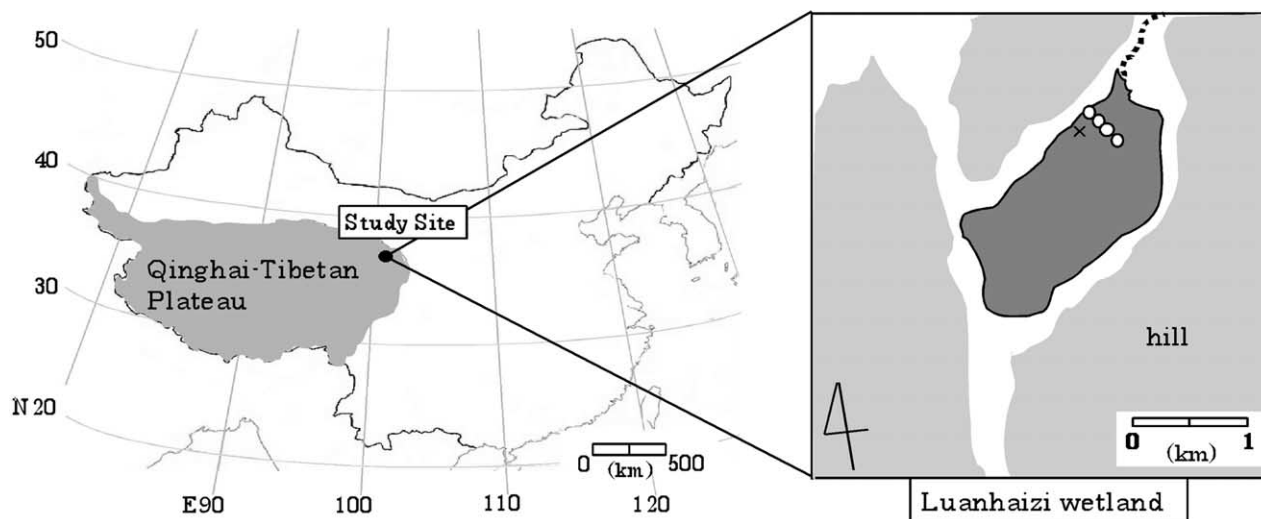 50
40
30
N 20
E90
100
110
120
Study Site
Qinghai-Tibetan
Plateau
0 500
(km)
hill
0 1
(km)
Luanhaizi wetland